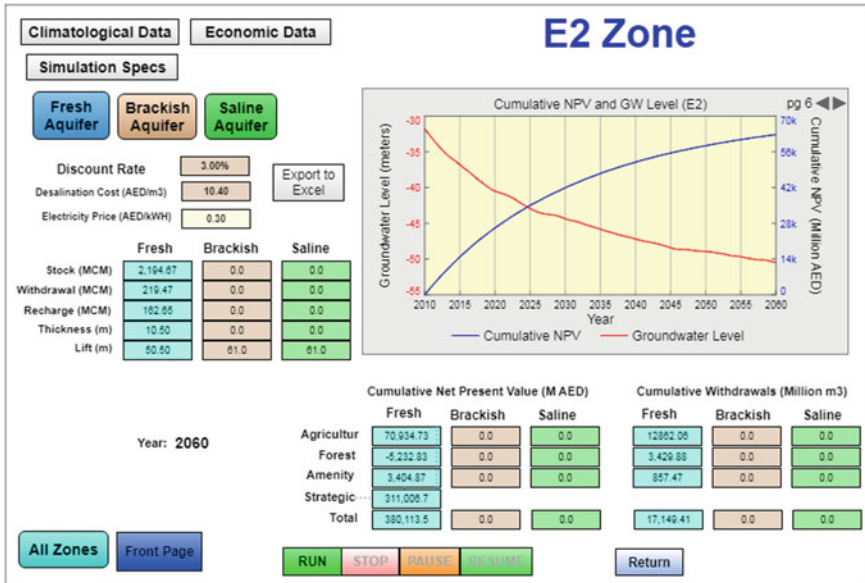 Climatological Data
Economic Data
E2 Zone
Simulation Specs
Fresh Aquifer
Brackish Aquifer
Saline Aquifer
Discount Rate 3.00%
Desalination Cost (AED/m3) 10.40
Electricity Price (AED/kWH) 0.30
Export to Excel
Fresh Brackish Saline
Stock (MCM) 2,194.67 0.0 0.0
Withdrawal (MCM) 219.47 0.0 0.0
Recharge (MCM) 162.65 0.0 0.0
Thickness (m) 10.50 0.0 0.0
Lift (m) 50.50 61.0 61.0
Cumulative NPV and GW Level (E2)
pg 6
Groundwater Level (meters)
-30
-35
-40
-45
-50
-55
70k
56k
42k
28k
14k
0
Cumulative NPV (Million AED)
2010 2015 2020 2025 2030 2035 2040 2045 2050 2055 2060
Year
Cumulative NPV
Groundwater Level
Year: 2060
Cumulative Net Present Value (M AED)
Fresh Brackish Saline
Agricultur 70,934.73 0.0 0.0
Forest -5,232.83 0.0 0.0
Amenity 3,404.87 0.0 0.0
Strategic 311,006.7
Total 380,113.5 0.0 0.0
Cumulative Withdrawals (Million m3)
Fresh Brackish Saline
12862.06 0.0 0.0
3,429.88 0.0 0.0
857.47 0.0 0.0
17,149.41 0.0 0.0
All Zones
Front Page
RUN
STOP
PAUSE
RESUME
Return